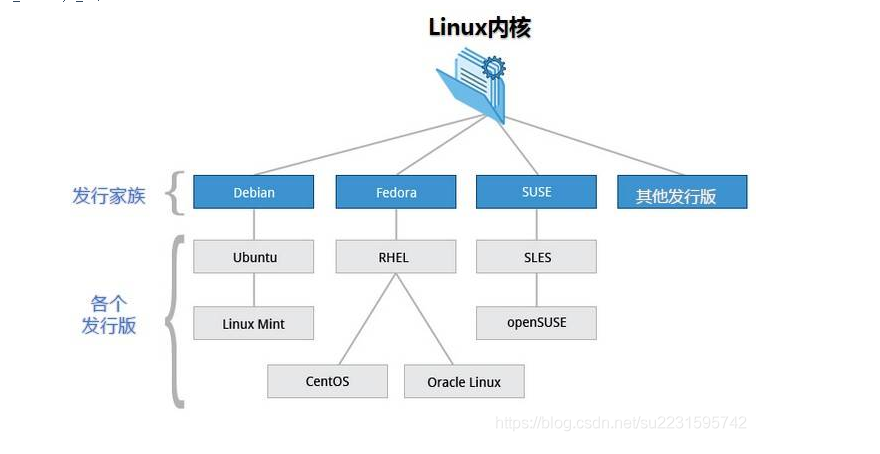 Linux内核
发行家族
Debian
Fedora
SUSE
其他发行版
各个
发行版
Ubuntu
RHEL
SLES
Linux Mint
openSUSE
CentOS
Oracle Linux
https://blog.csdn.net/su2231595742